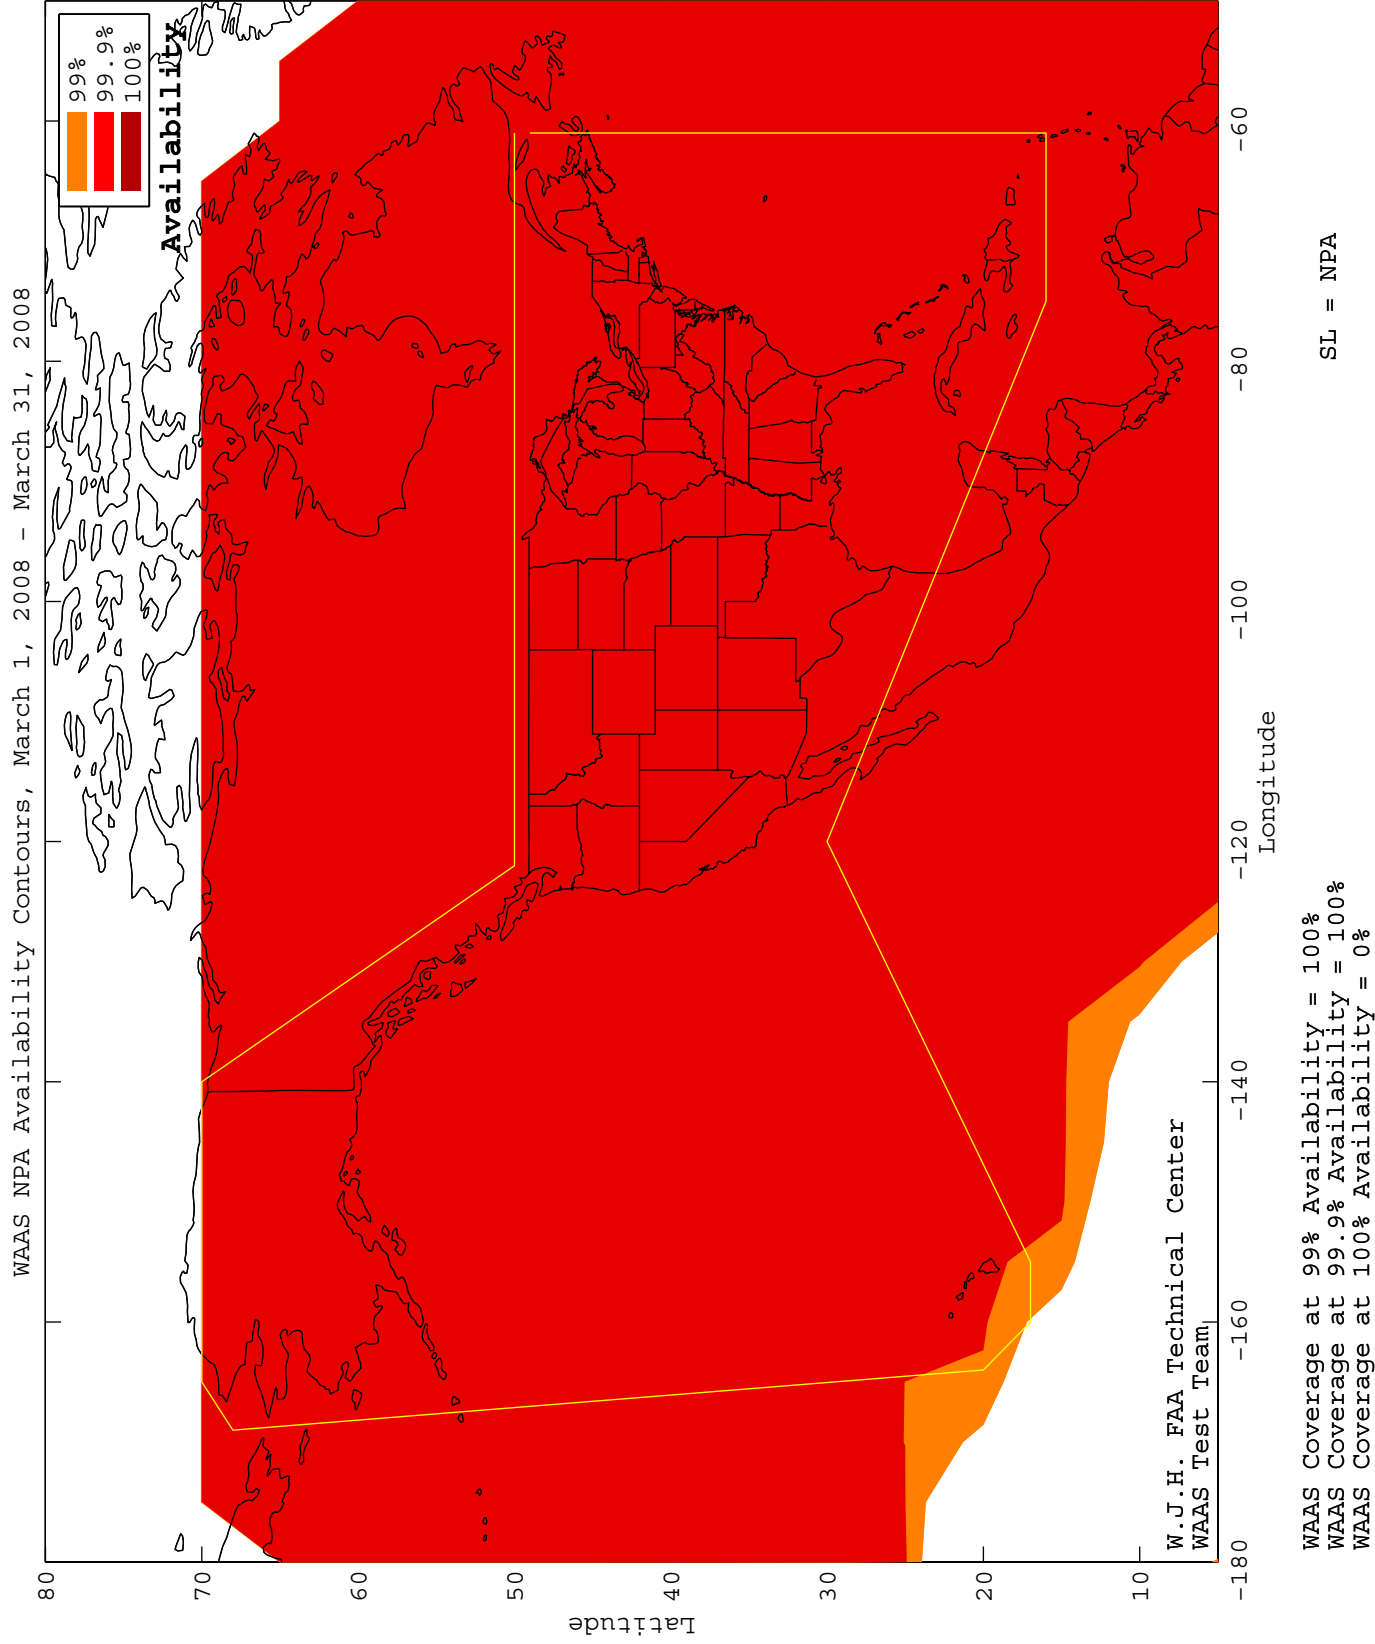 WAAS NPA Availability Contours, March 1, 2008 - March 31, 2008
99%
99.9%
100%
Availability
80
70
60
50
40
30
20
10
Latitude
-180
-160
-140
-120
-100
-80
-60
Longitude
W.J.H. FAA Technical Center
WAAS Test Team
WAAS Coverage at 99% Availability = 100%
WAAS Coverage at 99.9% Availability = 100%
WAAS Coverage at 100% Availability = 0%
SL = NPA